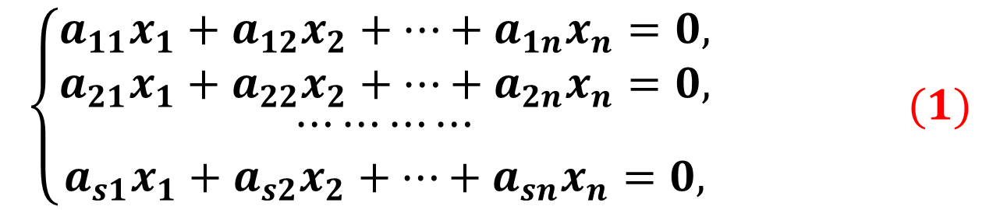 a₁₁x₁ + a₁₂x₂ + ⋯ + a₁ₙxₙ = 0,
a₂₁x₁ + a₂₂x₂ + ⋯ + a₂ₙxₙ = 0,
(1)
⋯ ⋯ ⋯ ⋯
aₛ₁x₁ + aₛ₂x₂ + ⋯ + aₛₙxₙ = 0,